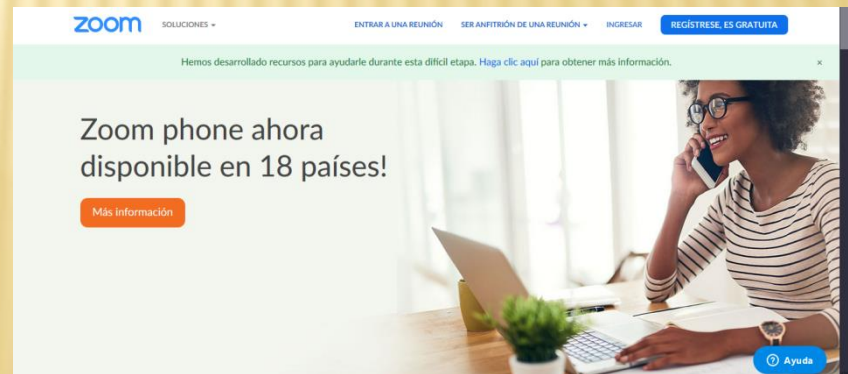 zoom
SOLUCIONES
ENTRAR A UNA REUNIÓN
SER ANFITRIÓN DE UNA REUNIÓN
INGRESAR
REGÍSTRESE, ES GRATUITA
Hemos desarrollado recursos para ayudarle durante esta difícil etapa. Haga clic aquí para obtener más información.
Zoom phone ahora
disponible en 18 países!
Más información
Ayuda